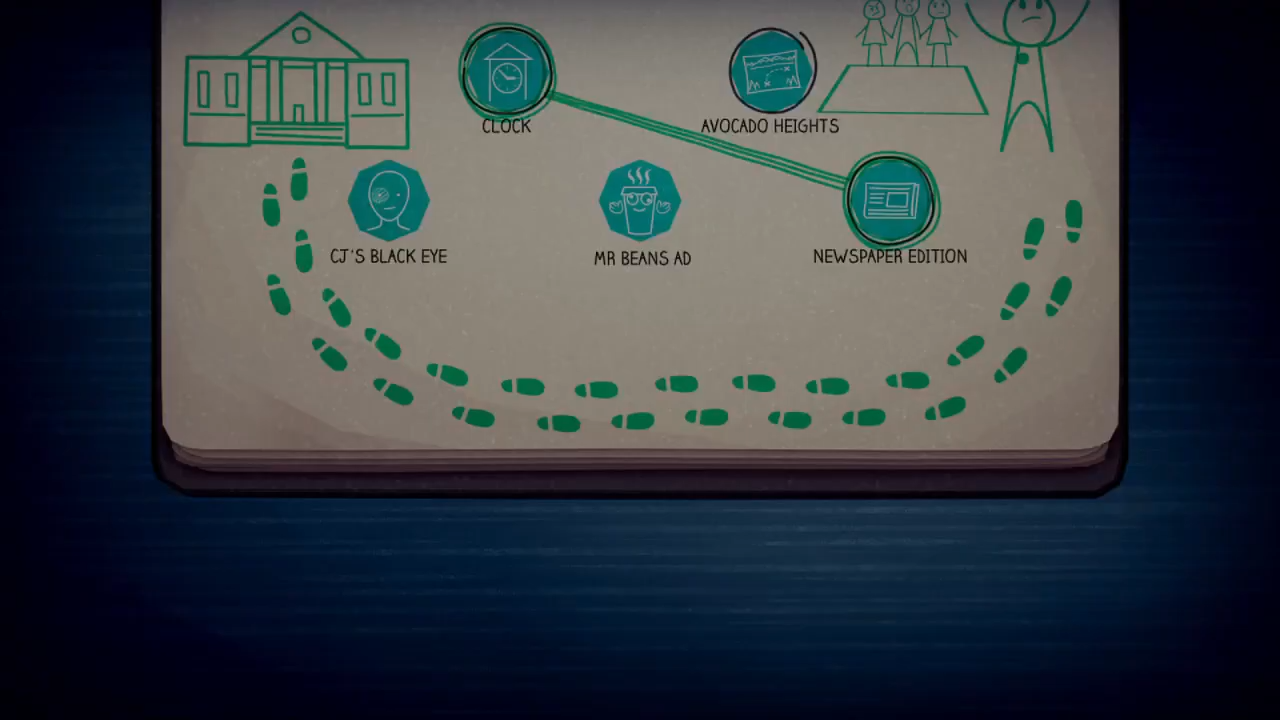 CLOCK
AVOCADO HEIGHTS
CJ'S BLACK EYE
MR BEANS AD
NEWSPAPER EDITION